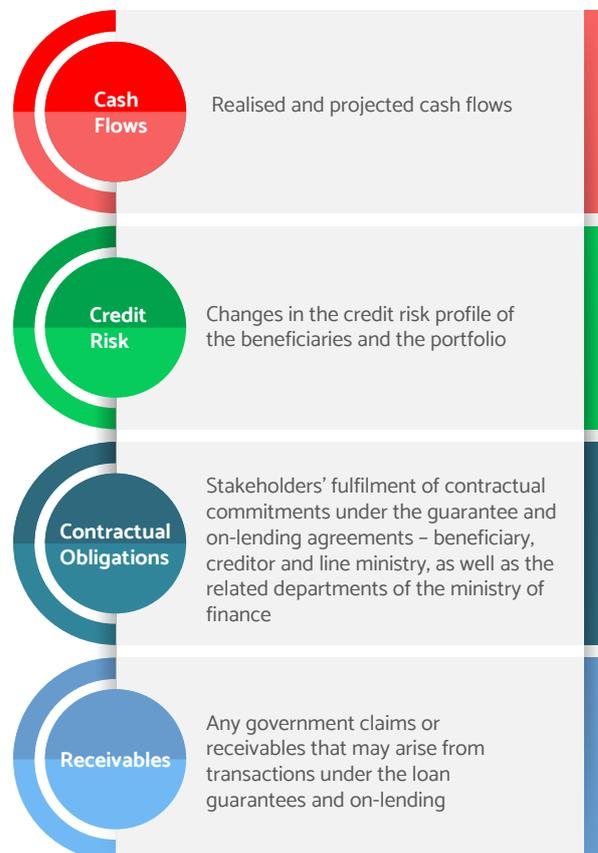 Cash
Flows
Realised and projected cash flows
Credit
Risk
Changes in the credit risk profile of
the beneficiaries and the portfolio
Contractual
Obligations
Stakeholders’ fulfilment of contractual
commitments under the guarantee and
on-lending agreements – beneficiary,
creditor and line ministry, as well as the
related departments of the ministry of
finance
Receivables
Any government claims or
receivables that may arise from
transactions under the loan
guarantees and on-lending